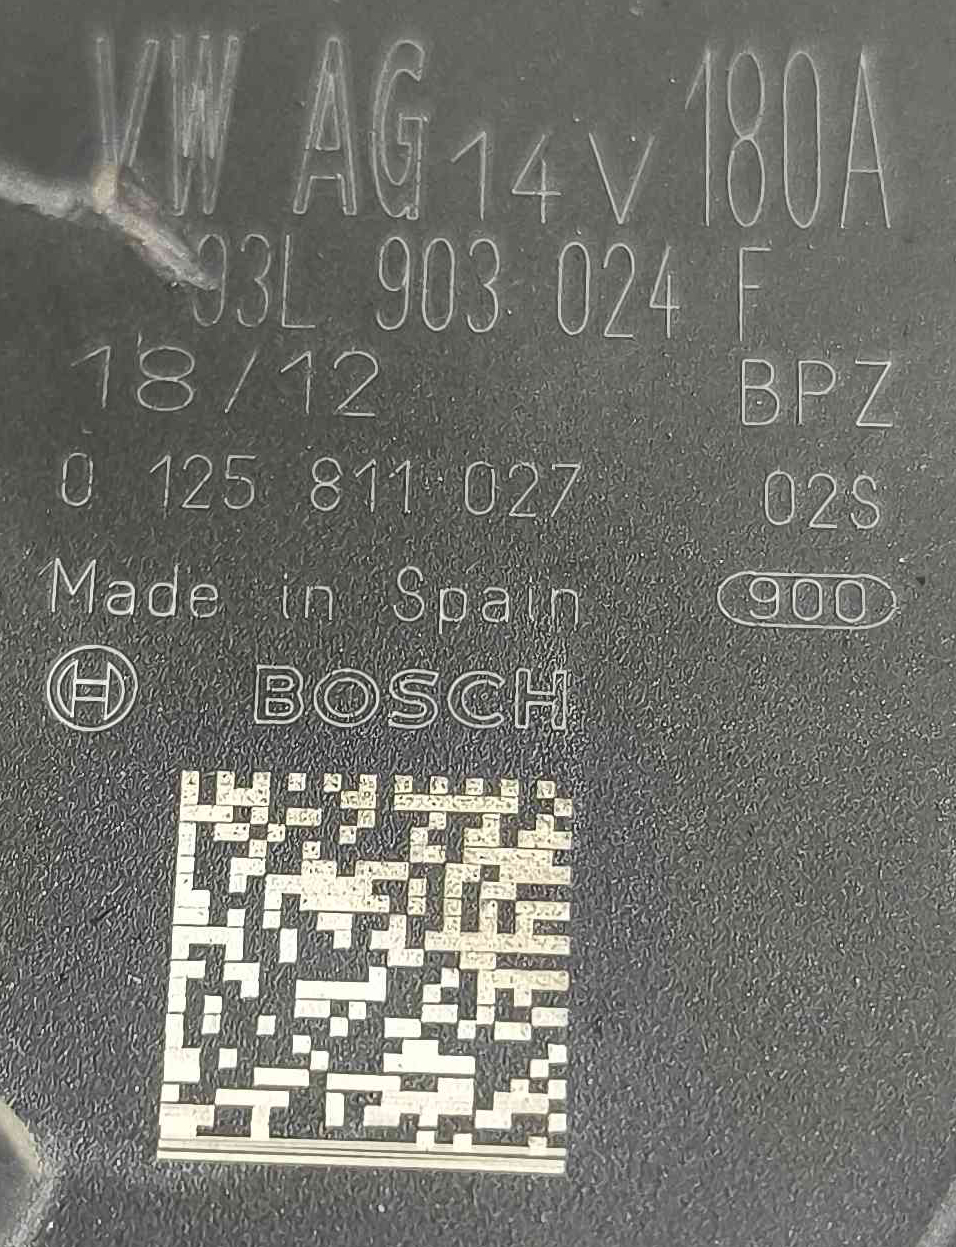 VW AG 14V 180A
03L 903 024 F
18/12 BPZ
0 125 811 027 02S
Made in Spain 900
BOSCH